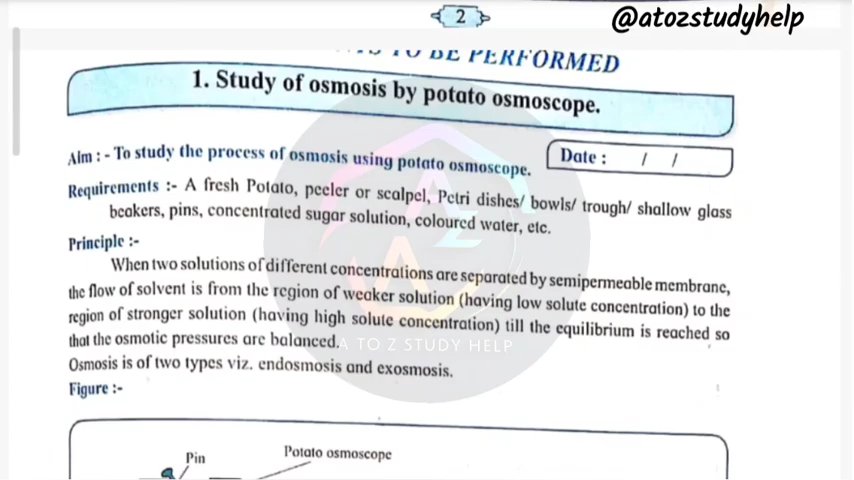 2
@atozstudyhelp
TO BE PERFORMED
1. Study of osmosis by potato osmoscope.
Aim : - To study the process of osmosis using potato osmoscope.
Date : / /
Requirements :- A fresh Potato, peeler or scalpel, Petri dishes/ bowls/ trough/ shallow glass
beakers, pins, concentrated sugar solution, coloured water, etc.
Principle :-
When two solutions of different concentrations are separated by semipermeable membrane,
the flow of solvent is from the region of weaker solution (having low solute concentration) to the
region of stronger solution (having high solute concentration) till the equilibrium is reached so
that the osmotic pressures are balanced.
A TO Z STUDY HELP
Osmosis is of two types viz. endosmosis and exosmosis.
Figure :-
Pin
Potato osmoscope